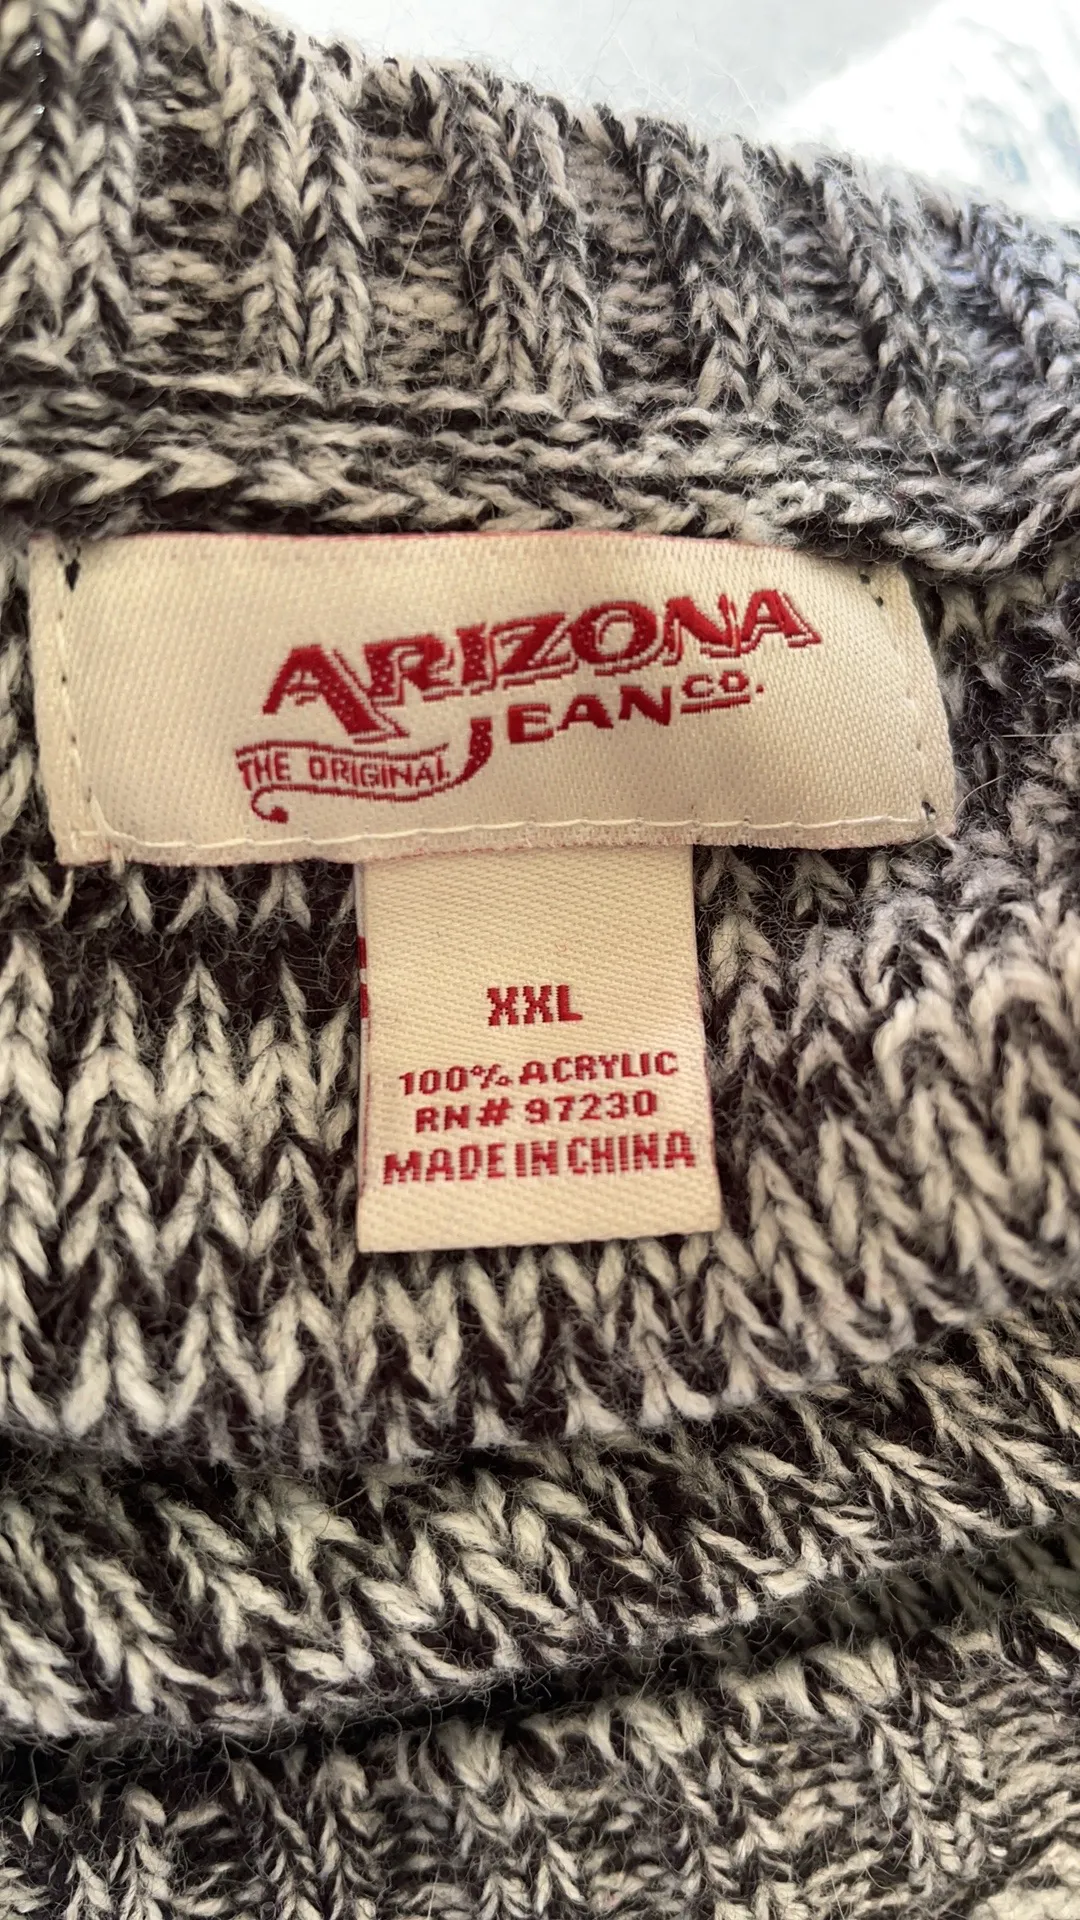 ARIZONA
JEAN CO.
THE ORIGINAL
XXL
100% ACRYLIC
RN# 97230
MADE IN CHINA